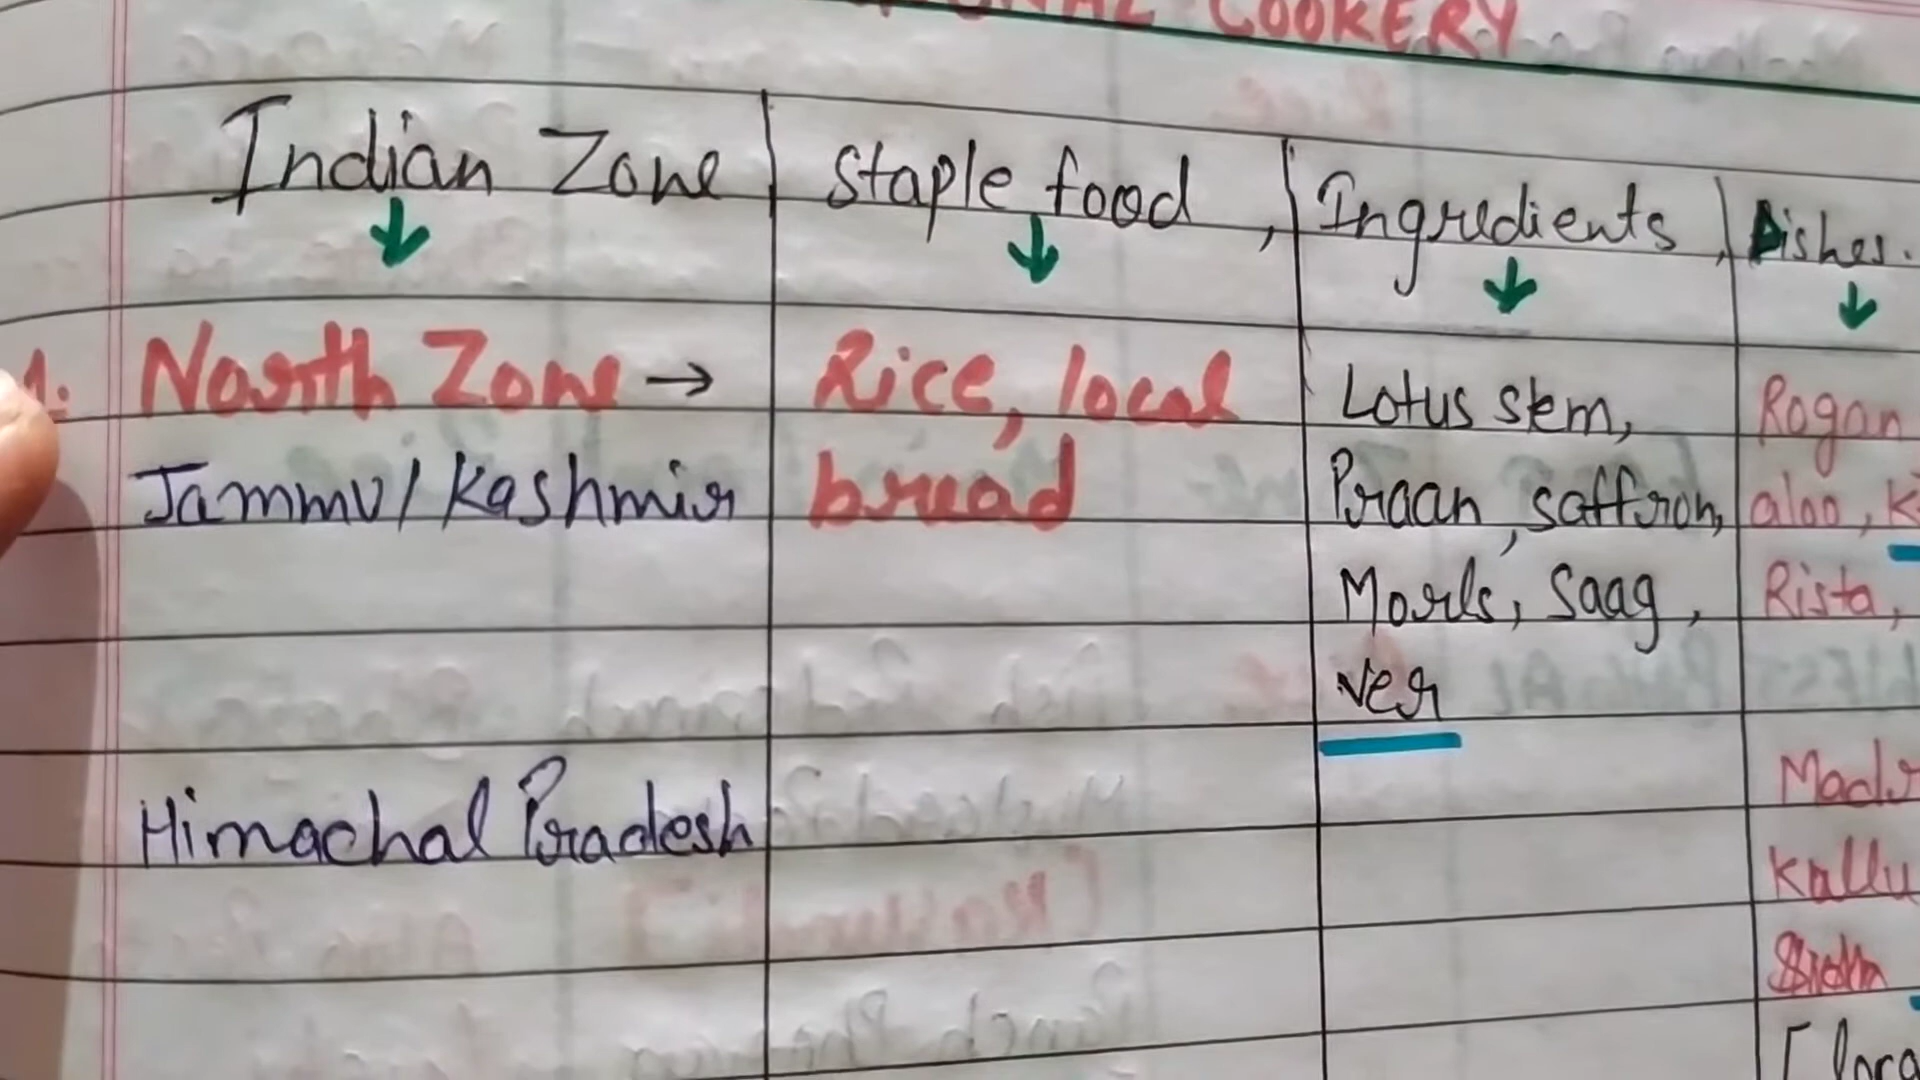 COOKERY
Indian Zone | Staple food, | Ingredients, | Dishes.
1. North Zone → | Rice, local | Lotus stem, | Rogan
Jammu/Kashmir | bread | Praan, saffron, | aloo,
Morls, Saag, | Rista,
ver
Himachal Pradesh